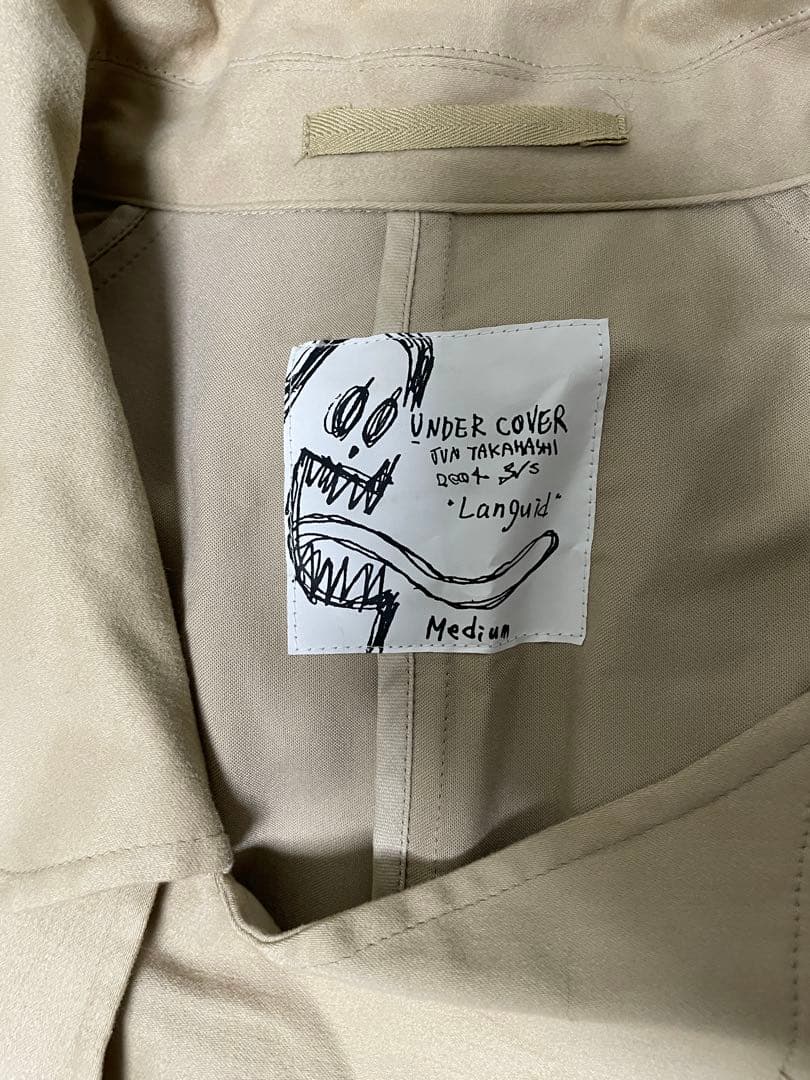 UNDER COVER
JUN TAKAHASHI
2004 S/S
"Languid"
Medium